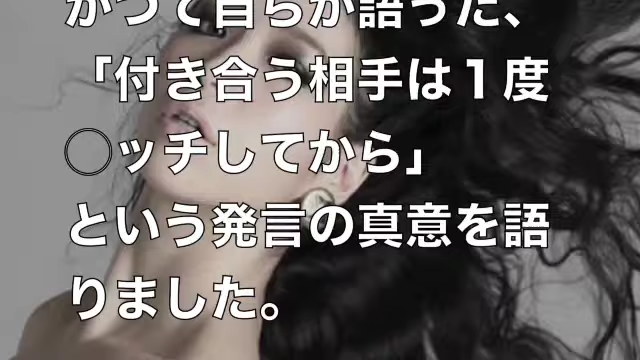 かつて自らが語った、
「付き合う相手は１度
◯ッチしてから」
という発言の真意を語
りました。